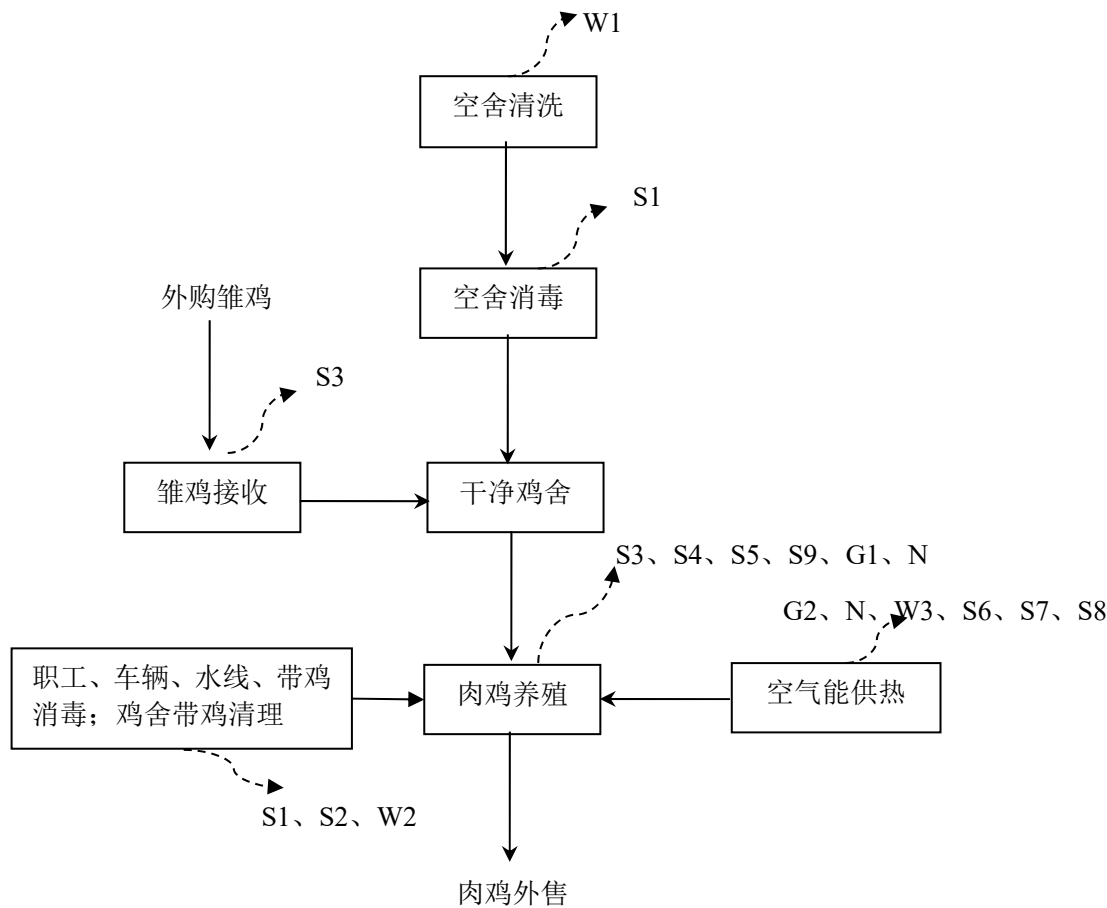 W1
空舍清洗
S1
空舍消毒
外购雏鸡
S3
雏鸡接收
干净鸡舍
S3、S4、S5、S9、G1、N
G2、N、W3、S6、S7、S8
职工、车辆、水线、带鸡
消毒；鸡舍带鸡清理
肉鸡养殖
空气能供热
S1、S2、W2
肉鸡外售